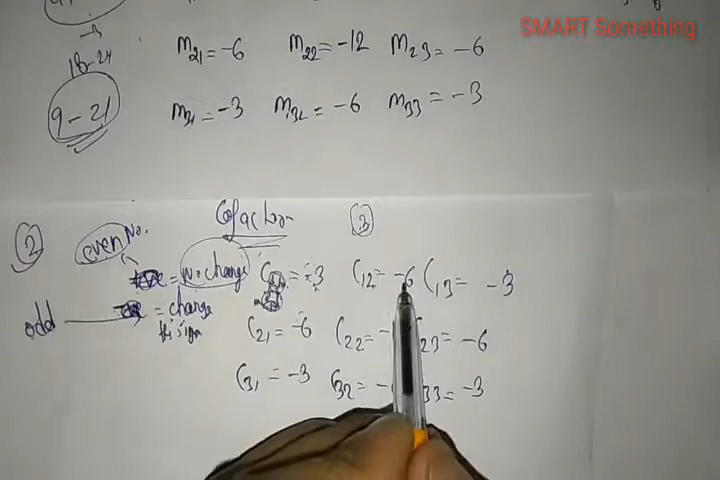 SMART Something
18-24
M21 = -6 M22 = -12 M23 = -6
9-21
M31 = -3 M32 = -6 M33 = -3
Cofactor 3
2 even No.
= No change = -3 C12 = -6 C13 = -3
odd = change
the sign
C21 = -6 C22 = - C23 = -6
C31 = -3 C32 = - C33 = -3